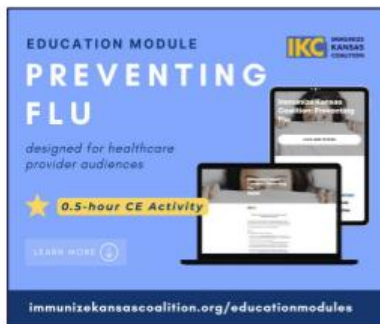 EDUCATION MODULE
IKC IMMUNIZE
KANSAS
COALITION
PREVENTING
FLU
designed for healthcare
provider audiences
Immunize Kansas
Coalition: Preventing
Flu
0.5-hour CE Activity
LEARN MORE
immunizekansascoalition.org/educationmodules